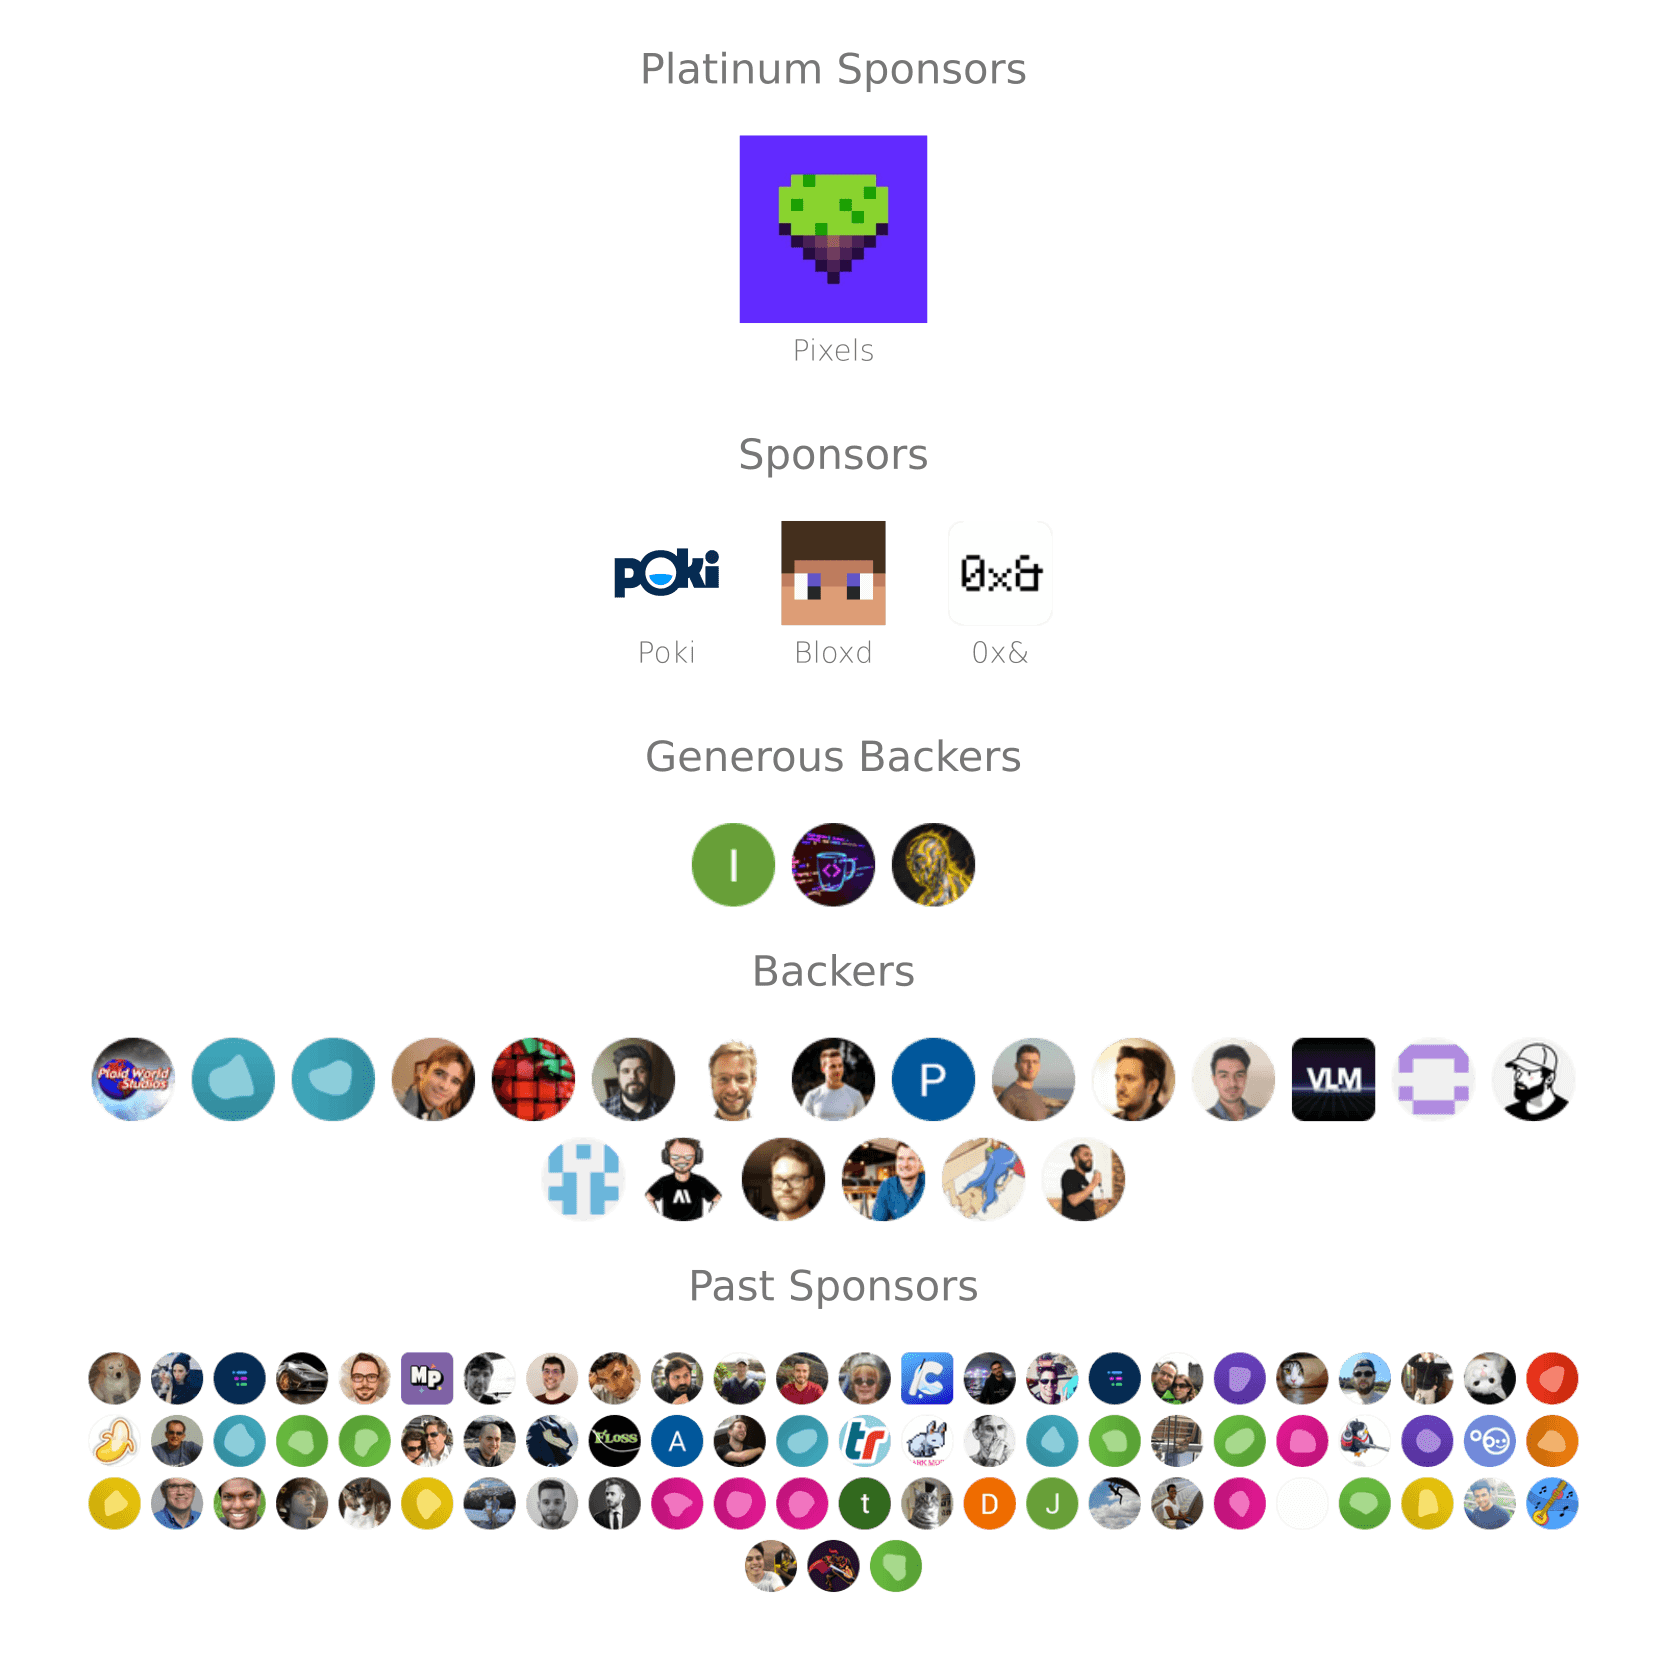 Platinum Sponsors
Pixels
Sponsors
poki
0x&
Poki
Bloxd
0x&
Generous Backers
I
Backers
Plaid World
Studios
P
VLM
Past Sponsors
MP
FLOSS
A
tr
t
D
J